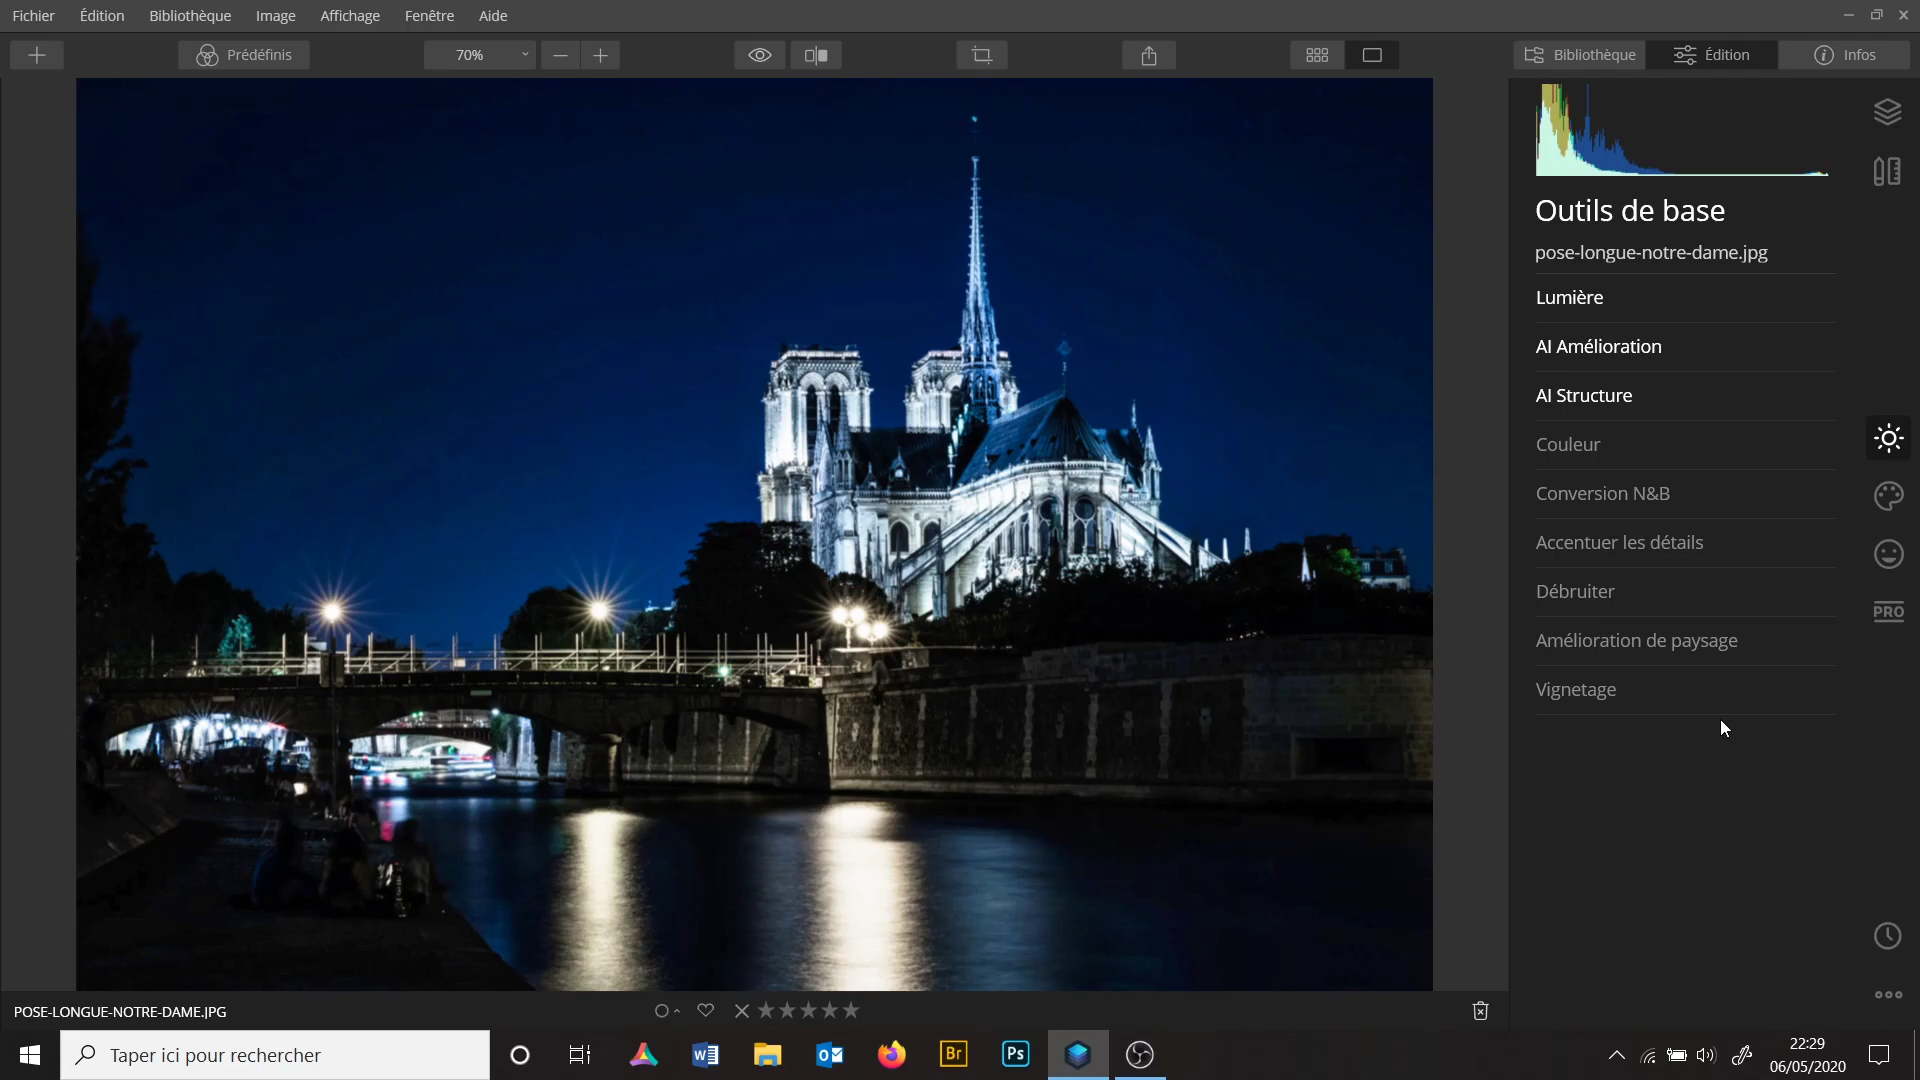 Fichier Édition Bibliothèque Image Affichage Fenêtre Aide
Prédéfinis 70% Bibliothèque Édition Infos
Outils de base
pose-longue-notre-dame.jpg
Lumière
AI Amélioration
AI Structure
Couleur
Conversion N&B
Accentuer les détails
Débruiter
PRO
Amélioration de paysage
Vignetage
POSE-LONGUE-NOTRE-DAME.JPG
Taper ici pour rechercher
Br
Ps
22:29
06/05/2020